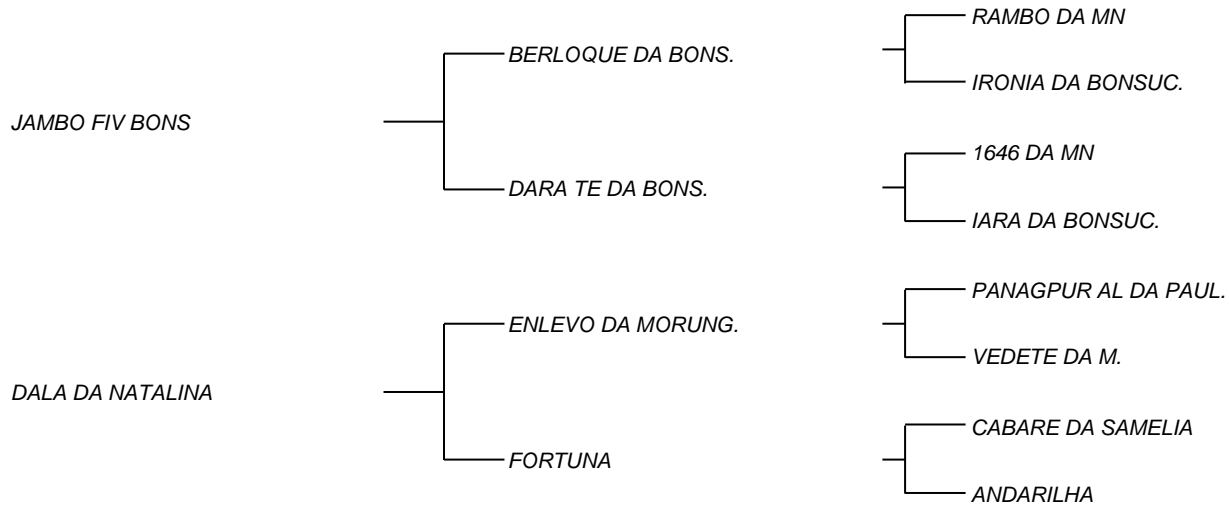 RAMBO DA MN
BERLOQUE DA BONS.
IRONIA DA BONSUC.
JAMBO FIV BONS
1646 DA MN
DARA TE DA BONS.
IARA DA BONSUC.
PANAGPUR AL DA PAUL.
ENLEVO DA MORUNG.
VEDETE DA M.
DALA DA NATALINA
CABARE DA SAMELIA
FORTUNA
ANDARILHA